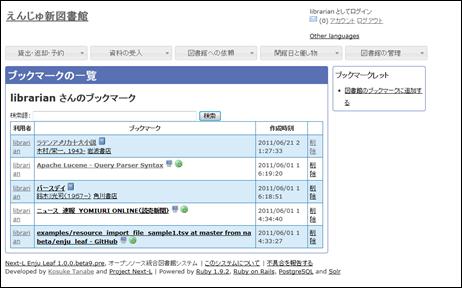 えんじゅ新図書館
librarian としてログイン
(0) アカウント ログアウト
Other languages
貸出・返却・予約
資料の受入
図書館への依頼
開館日と催し物
図書館の管理
ブックマークの一覧
librarian さんのブックマーク
検索語:
検索
利用者 ブックマーク 作成時刻
librarian ラテンアメリカ十大小説 2011/06/21 21:27:33 削除
木村/栄一, 1943- 岩波書店
librarian Apache Lucene - Query Parser Syntax 2011/06/01 16:19:20 削除
librarian バースデイ 2011/06/01 16:18:51 削除
鈴木∥光司(1957-) 角川書店
librarian ニュース 速報 YOMIURI ONLINE(読売新聞) 2011/06/01 14:34:40 削除
librarian examples/resource_import_file_sample1.tsv at master from nabeta/enju_leaf - GitHub 2011/06/01 14:33:27 削除
ブックマークレット
図書館のブックマークに追加する
Next-L Enju Leaf 1.0.0.beta9.pre, オープンソース統合図書館システム | このシステムについて | 不具合を報告する
Developed by Kosuke Tanabe and Project Next-L | Powered by Ruby 1.9.2, Ruby on Rails, PostgreSQL and Solr